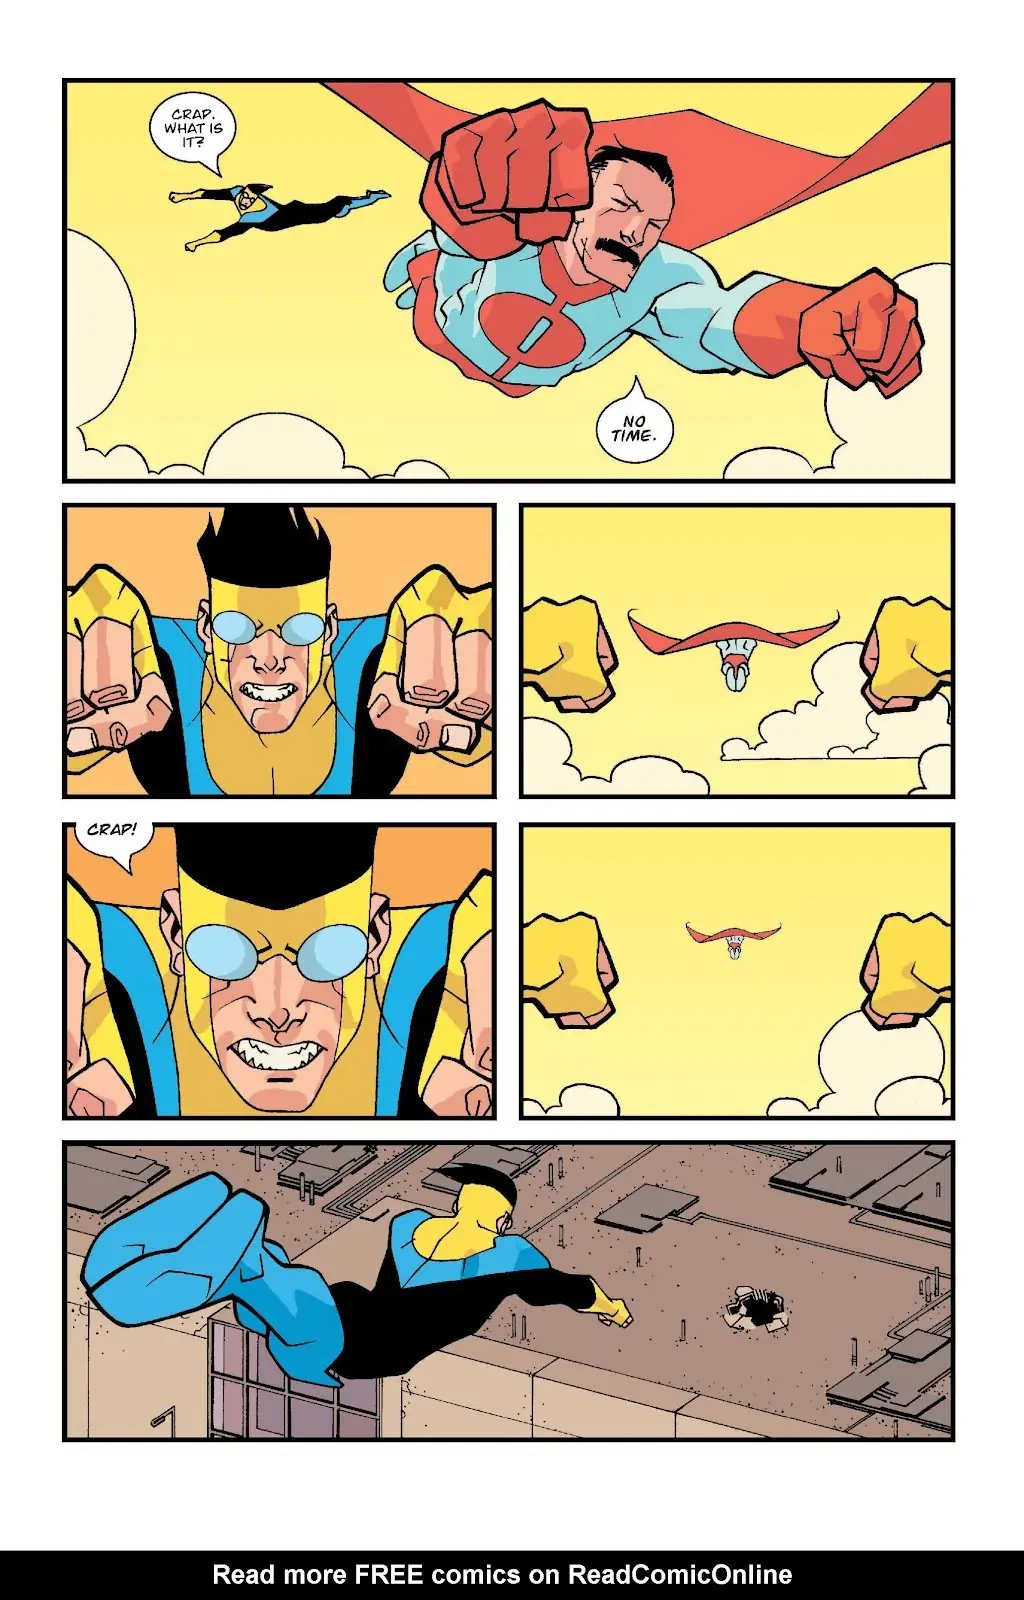 CRAP.
WHAT IS
IT?
NO
TIME.
CRAP!
Read more FREE comics on ReadComicOnline